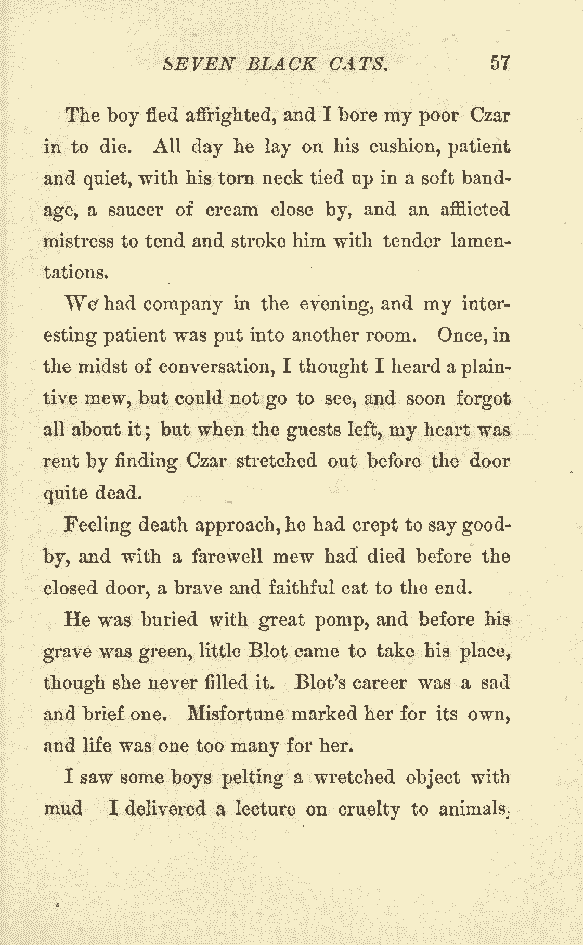 SEVEN BLACK CATS. 57
The boy fled affrighted, and I bore my poor Czar
in to die. All day he lay on his cushion, patient
and quiet, with his torn neck tied up in a soft band-
age, a saucer of cream close by, and an afflicted
mistress to tend and stroke him with tender lamen-
tations.
We had company in the evening, and my inter-
esting patient was put into another room. Once, in
the midst of conversation, I thought I heard a plain-
tive mew, but could not go to see, and soon forgot
all about it; but when the guests left, my heart was
rent by finding Czar stretched out before the door
quite dead.
Feeling death approach, he had crept to say good-
by, and with a farewell mew had died before the
closed door, a brave and faithful cat to the end.
He was buried with great pomp, and before his
grave was green, little Blot came to take his place,
though she never filled it. Blot's career was a sad
and brief one. Misfortune marked her for its own,
and life was one too many for her.
I saw some boys pelting a wretched object with
mud I delivered a lecture on cruelty to animals,